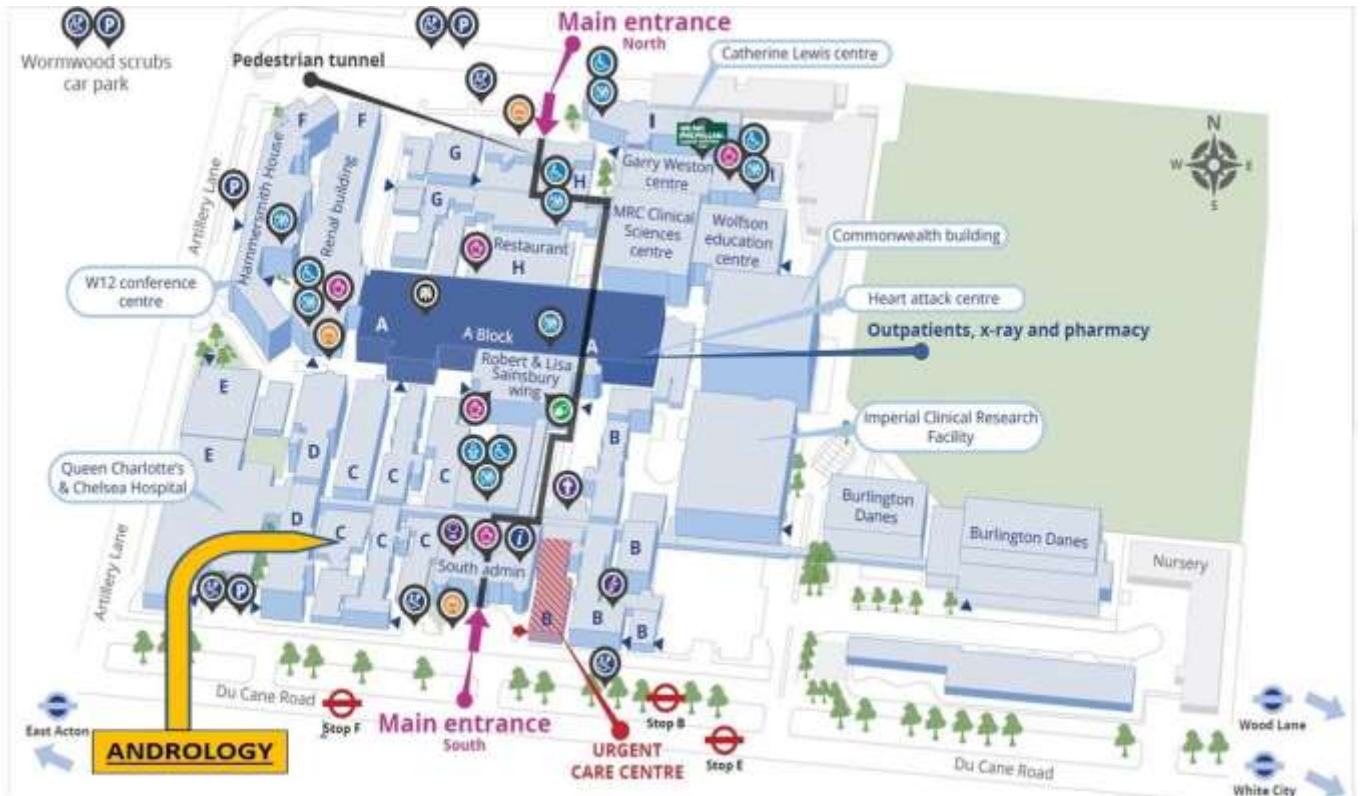 Wormwood scrubs
car park
Pedestrian tunnel
Main entrance
North
Catherine Lewis centre
N
W
E
S
Artillery Lane
Hammersmith House
F
F
Renal building
G
G
H
I
Garry Weston
centre
I
MRC Clinical
Sciences
centre
Wolfson
education
centre
Commonwealth building
Restaurant
H
W12 conference
centre
Heart attack centre
Outpatients, x-ray and pharmacy
A
A Block
A
Robert & Lisa
Sainsbury
wing
E
E
D
C
C
C
B
Imperial Clinical Research
Facility
Queen Charlotte's
& Chelsea Hospital
D
C
C
C
South admin
B
B
B
B
Burlington
Danes
Burlington Danes
Nursery
Artillery Lane
Du Cane Road
Stop F
Main entrance
South
URGENT
CARE CENTRE
Stop B
Stop E
Du Cane Road
East Acton
ANDROLOGY
Wood Lane
White City